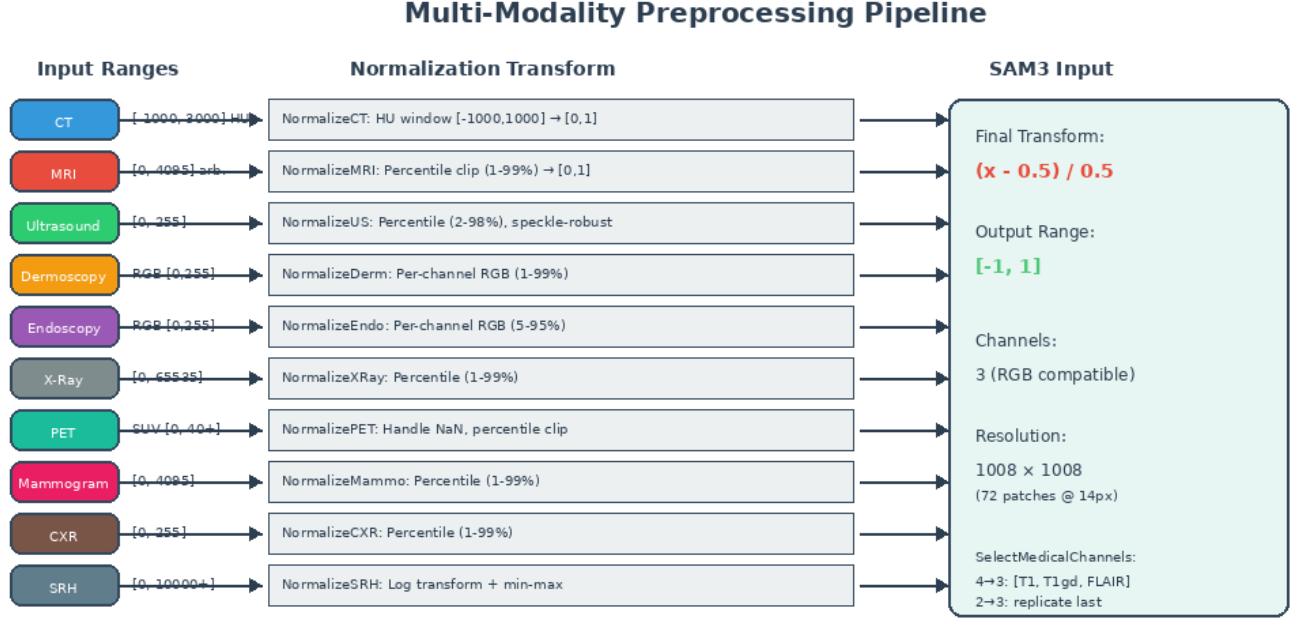 Multi-Modality Preprocessing Pipeline
Input Ranges
Normalization Transform
SAM3 Input
CT
[-1000, 3000] HU
NormalizeCT: HU window [-1000,1000] → [0,1]
MRI
[0, 4095] arb.
NormalizeMRI: Percentile clip (1-99%) → [0,1]
Ultrasound
[0, 255]
NormalizeUS: Percentile (2-98%), speckle-robust
Dermoscopy
RGB [0,255]
NormalizeDerm: Per-channel RGB (1-99%)
Endoscopy
RGB [0,255]
NormalizeEndo: Per-channel RGB (5-95%)
X-Ray
[0, 65535]
NormalizeXRay: Percentile (1-99%)
PET
SUV [0, 40+]
NormalizePET: Handle NaN, percentile clip
Mammogram
[0, 4095]
NormalizeMammo: Percentile (1-99%)
CXR
[0, 255]
NormalizeCXR: Percentile (1-99%)
SRH
[0, 10000+]
NormalizeSRH: Log transform + min-max
Final Transform:
(x - 0.5) / 0.5
Output Range:
[-1, 1]
Channels:
3 (RGB compatible)
Resolution:
1008 × 1008
(72 patches @ 14px)
SelectMedicalChannels:
4→3: [T1, T1gd, FLAIR]
2→3: replicate last